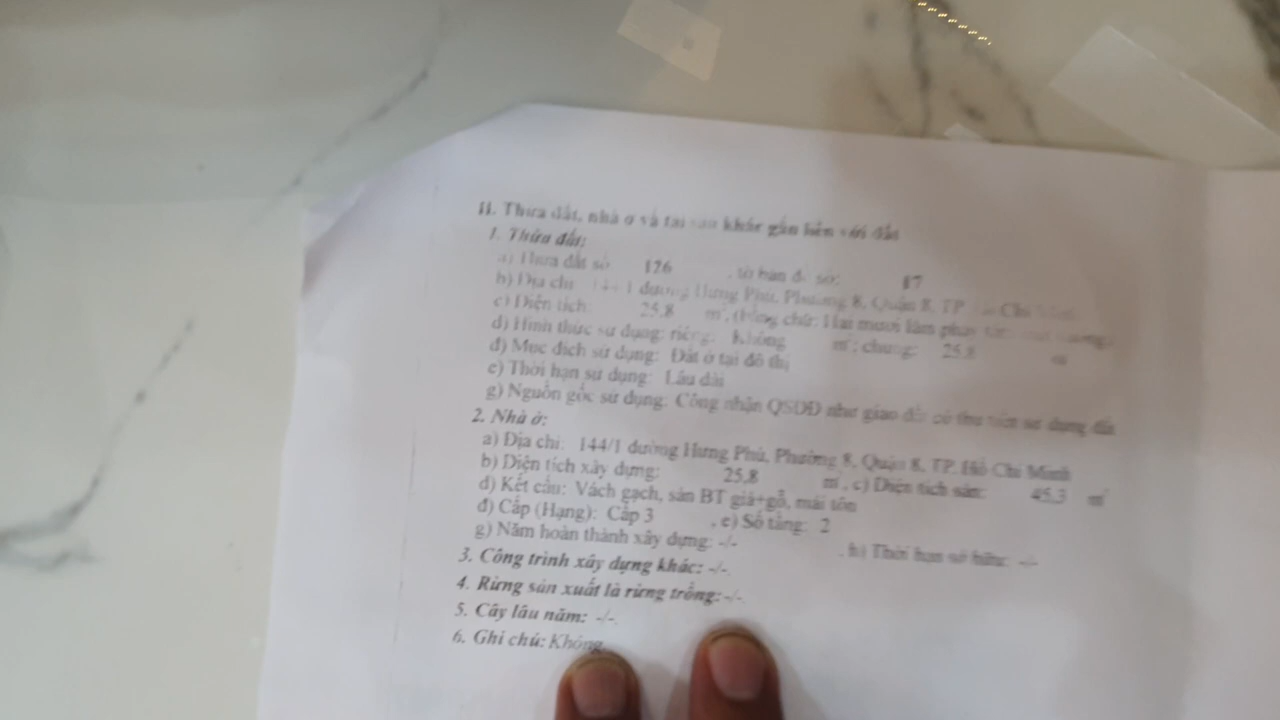 II. Thửa đất, nhà ở và tài sản khác gắn liền với đất
1. Thửa đất:
a) Thửa đất số: 126 , tờ bản đồ số: 17
b) Địa chỉ: 144/1 đường Hưng Phú, Phường 8, Quận 8, TP. Hồ Chí Minh
c) Diện tích: 25,8 m², (Bằng chữ: Hai mươi lăm phẩy
d) Hình thức sử dụng: riêng: Không m²; chung: 25,8 m²
đ) Mục đích sử dụng: Đất ở tại đô thị
e) Thời hạn sử dụng: Lâu dài
g) Nguồn gốc sử dụng: Công nhận QSDĐ như giao đất có thu tiền sử dụng đất
2. Nhà ở:
a) Địa chỉ: 144/1 đường Hưng Phú, Phường 8, Quận 8, TP. Hồ Chí Minh
b) Diện tích xây dựng: 25,8 m², c) Diện tích sàn: 45,3 m²
d) Kết cấu: Vách gạch, sàn BT giả+gỗ, mái tôn
đ) Cấp (Hạng): Cấp 3 , e) Số tầng: 2
g) Năm hoàn thành xây dựng: -/- , h) Thời hạn sở hữu: -/-
3. Công trình xây dựng khác: -/-.
4. Rừng sản xuất là rừng trồng: -/-.
5. Cây lâu năm: -/-.
6. Ghi chú: Không.